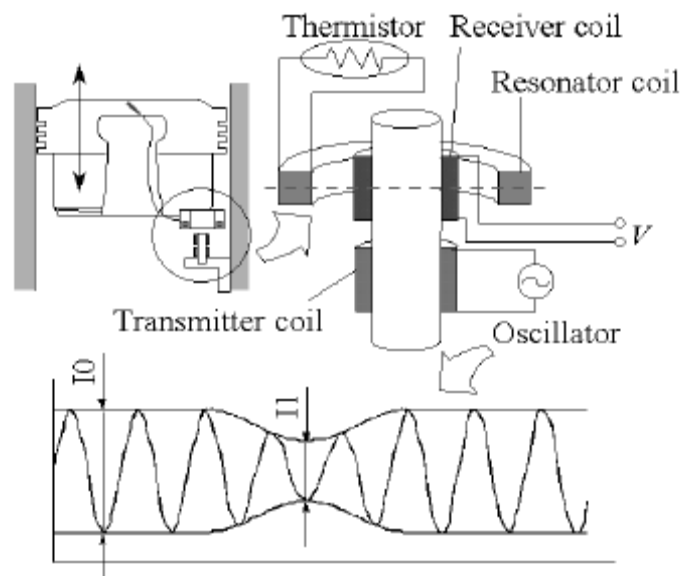 Thermistor
Receiver coil
Resonator coil
V
Transmitter coil
Oscillator
I0
I1